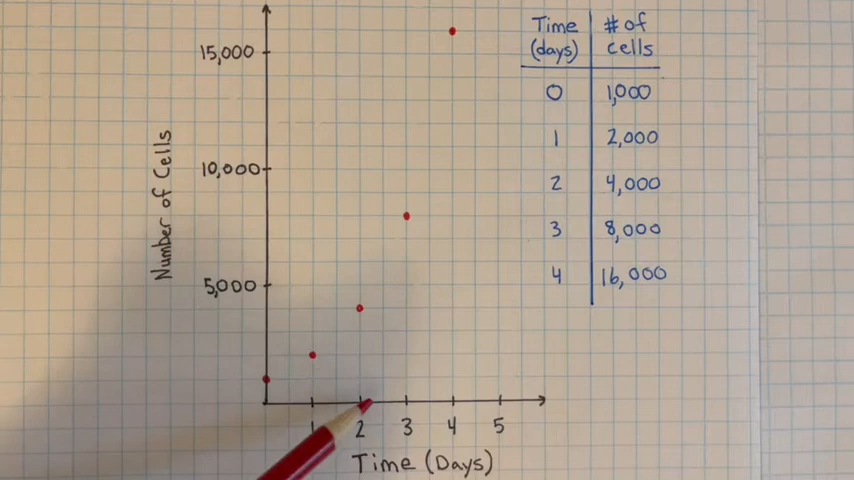 15,000
10,000
5,000
Number of Cells
1 2 3 4 5
Time (Days)
Time (days) # of cells
0 1,000
1 2,000
2 4,000
3 8,000
4 16,000